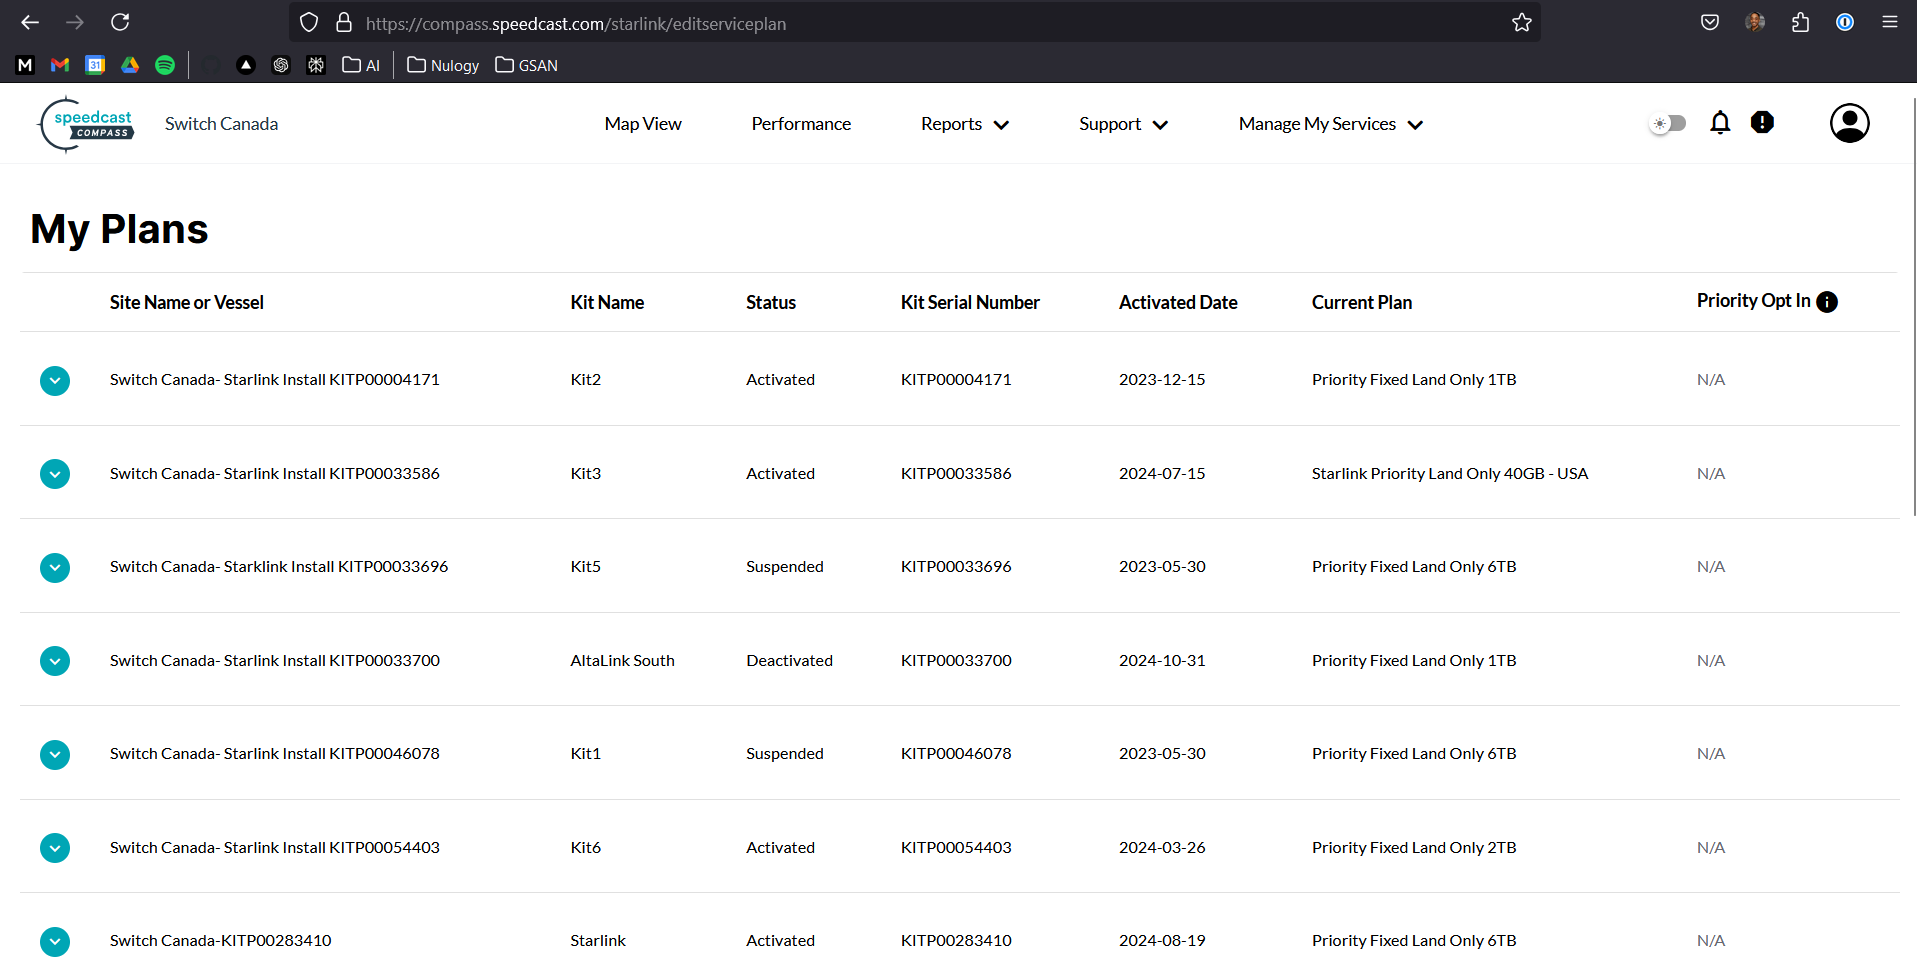 https://compass.speedcast.com/starlink/editserviceplan
M 31 AI Nulogy GSAN
speedcast
COMPASS
Switch Canada Map View Performance Reports Support Manage My Services
My Plans
Site Name or Vessel Kit Name Status Kit Serial Number Activated Date Current Plan Priority Opt In
Switch Canada- Starlink Install KITP00004171 Kit2 Activated KITP00004171 2023-12-15 Priority Fixed Land Only 1TB N/A
Switch Canada- Starlink Install KITP00033586 Kit3 Activated KITP00033586 2024-07-15 Starlink Priority Land Only 40GB - USA N/A
Switch Canada- Starklink Install KITP00033696 Kit5 Suspended KITP00033696 2023-05-30 Priority Fixed Land Only 6TB N/A
Switch Canada- Starlink Install KITP00033700 AltaLink South Deactivated KITP00033700 2024-10-31 Priority Fixed Land Only 1TB N/A
Switch Canada- Starlink Install KITP00046078 Kit1 Suspended KITP00046078 2023-05-30 Priority Fixed Land Only 6TB N/A
Switch Canada- Starlink Install KITP00054403 Kit6 Activated KITP00054403 2024-03-26 Priority Fixed Land Only 2TB N/A
Switch Canada-KITP00283410 Starlink Activated KITP00283410 2024-08-19 Priority Fixed Land Only 6TB N/A